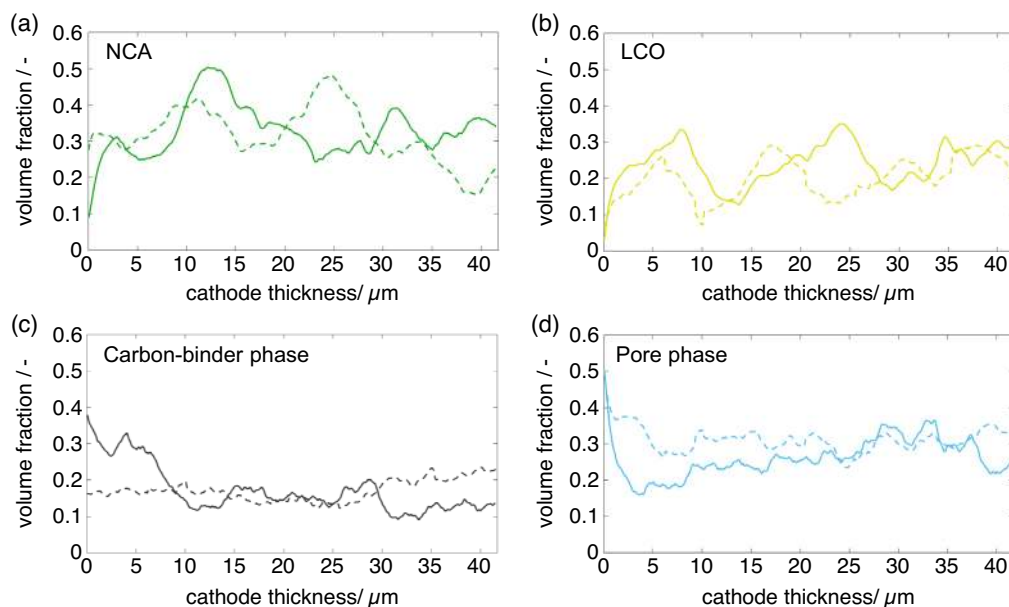 (a)
NCA
volume fraction / -
0.6
0.5
0.4
0.3
0.2
0.1
0
0 5 10 15 20 25 30 35 40
cathode thickness/ µm
(b)
LCO
volume fraction / -
0.6
0.5
0.4
0.3
0.2
0.1
0
0 5 10 15 20 25 30 35 40
cathode thickness/ µm
(c)
Carbon-binder phase
volume fraction / -
0.6
0.5
0.4
0.3
0.2
0.1
0
0 5 10 15 20 25 30 35 40
cathode thickness/ µm
(d)
Pore phase
volume fraction / -
0.6
0.5
0.4
0.3
0.2
0.1
0
0 5 10 15 20 25 30 35 40
cathode thickness/ µm